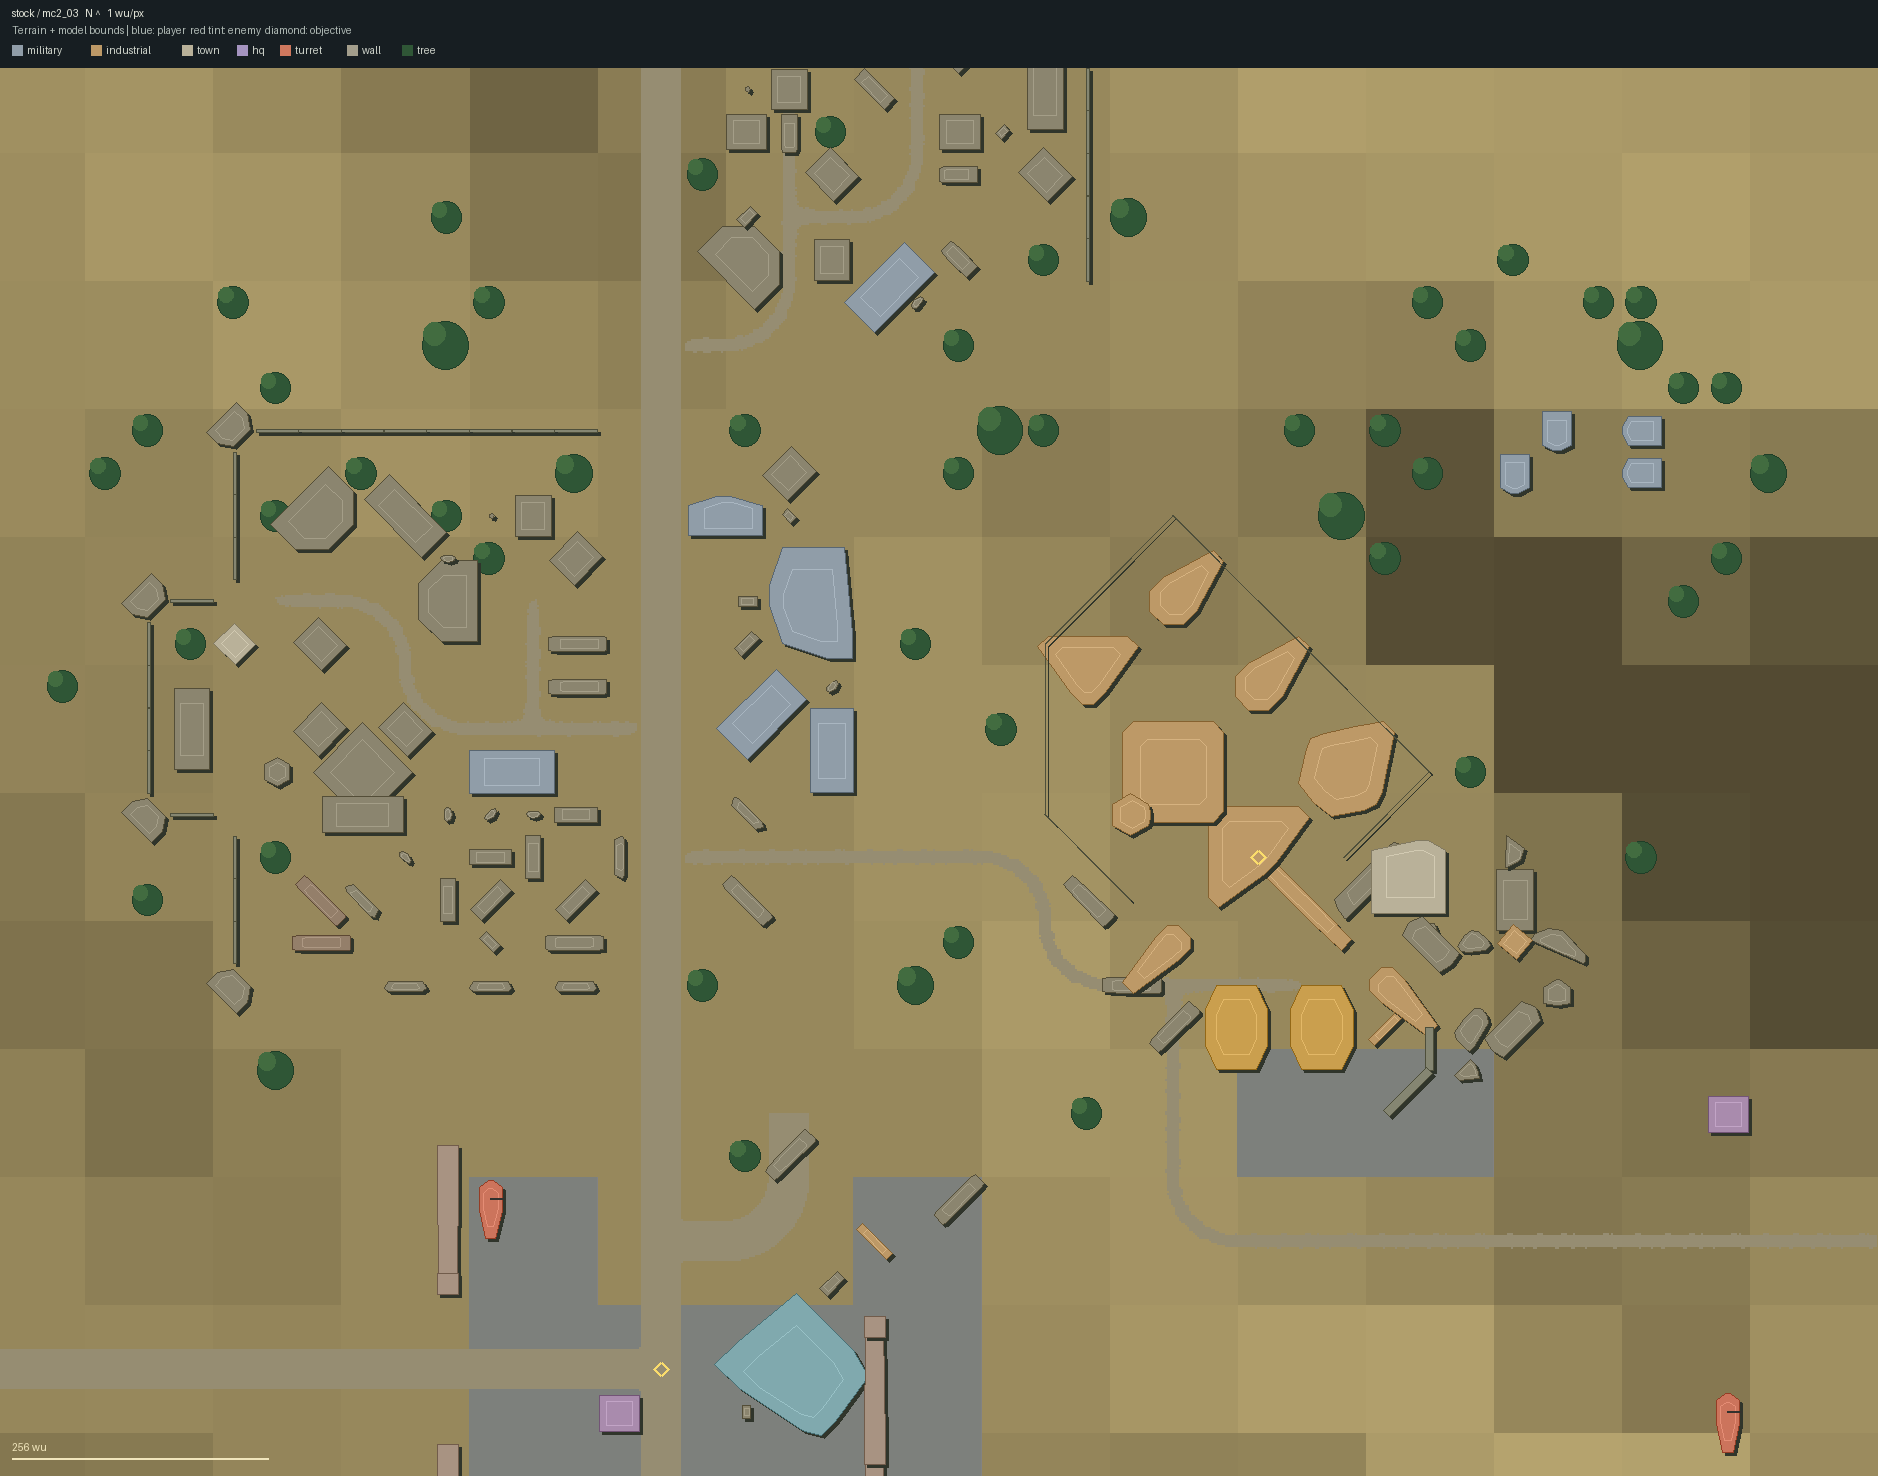 stock / mc2_03 N ^ 1 wu/px
Terrain + model bounds | blue: player red tint: enemy diamond: objective
military industrial town hq turret wall tree
256 wu